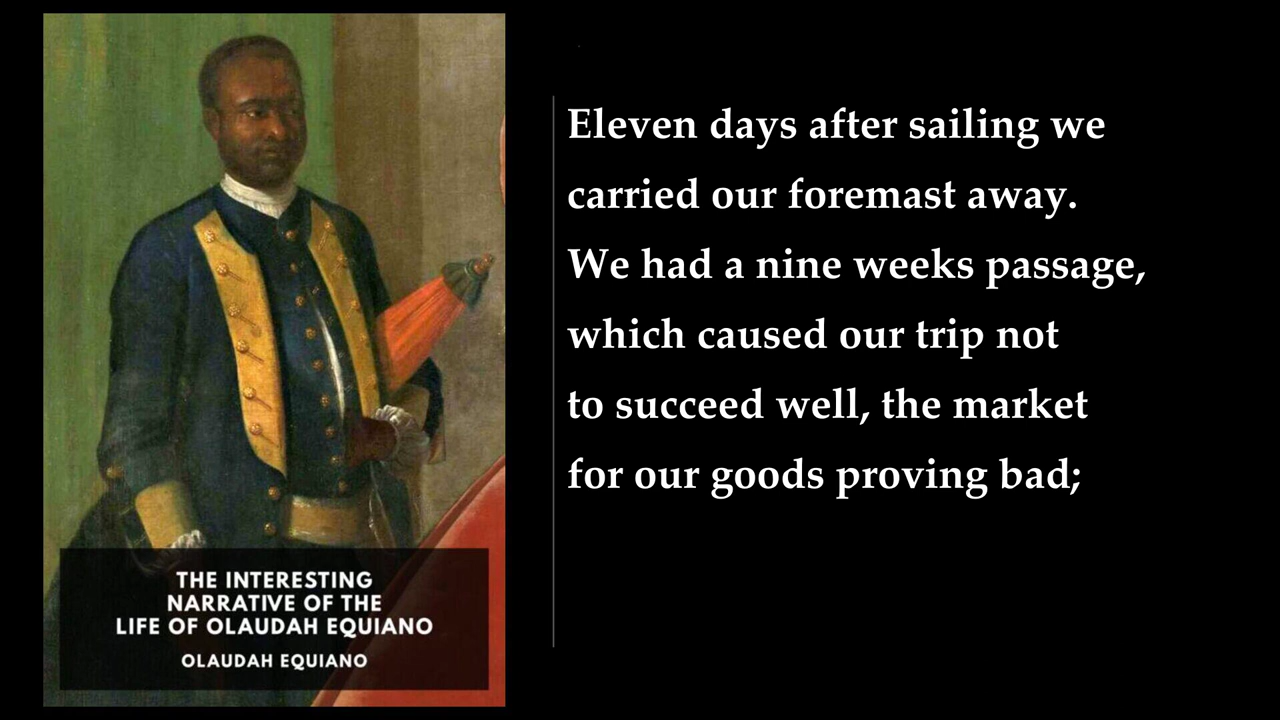 THE INTERESTING
NARRATIVE OF THE
LIFE OF OLAUDAH EQUIANO
OLAUDAH EQUIANO
Eleven days after sailing we
carried our foremast away.
We had a nine weeks passage,
which caused our trip not
to succeed well, the market
for our goods proving bad;